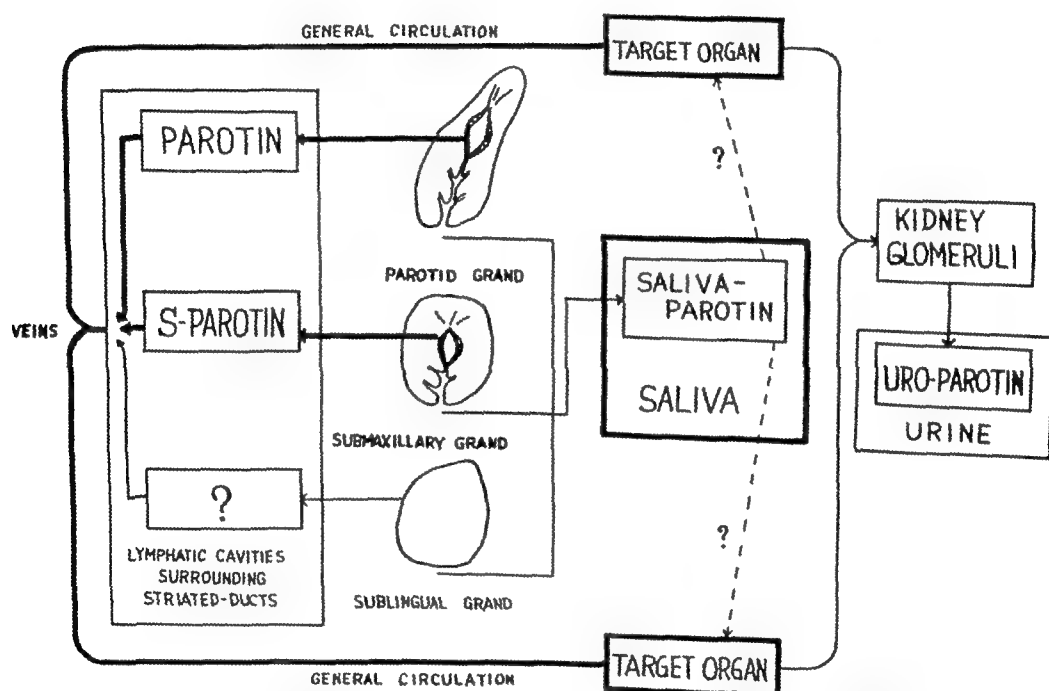 GENERAL CIRCULATION
TARGET ORGAN
PAROTIN
?
KIDNEY
GLOMERULI
PAROTID GRAND
SALIVA-
PAROTIN
S-PAROTIN
VEINS
URO-PAROTIN
SALIVA
URINE
SUBMAXILLARY GRAND
?
?
LYMPHATIC CAVITIES
SURROUNDING
STRIATED-DUCTS
SUBLINGUAL GRAND
TARGET ORGAN
GENERAL CIRCULATION